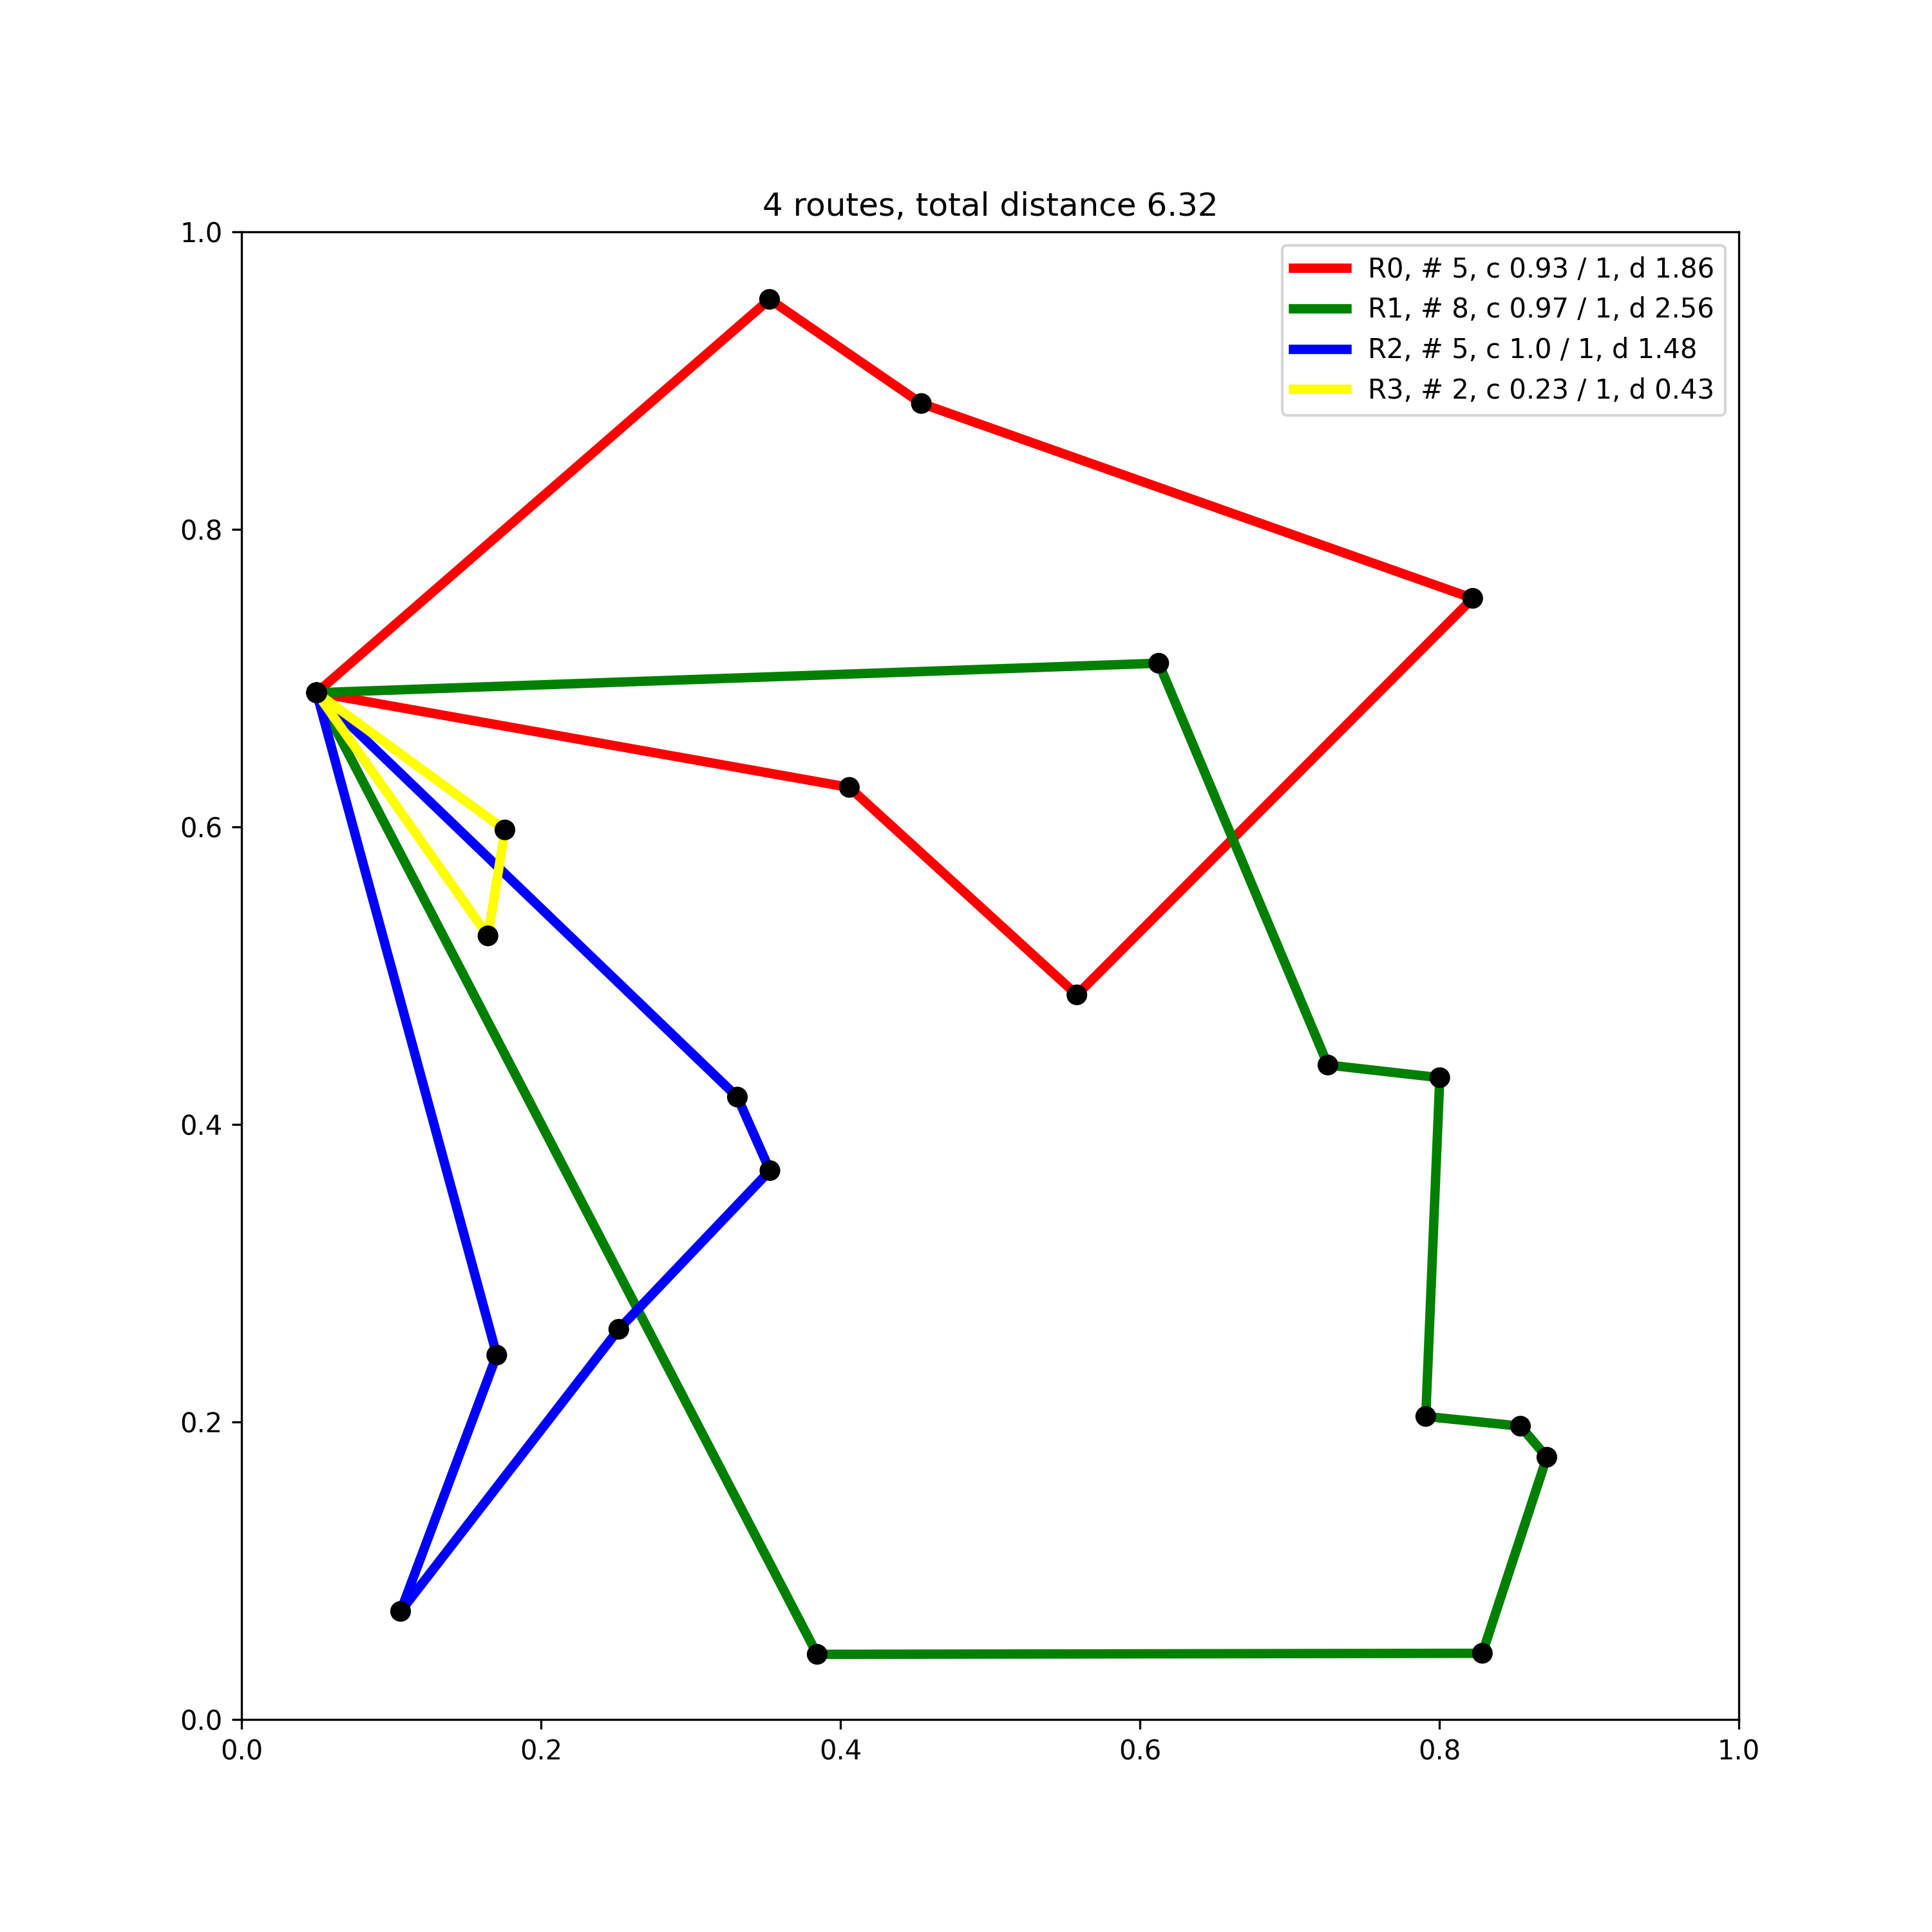 4 routes, total distance 6.32
R0, # 5, c 0.93 / 1, d 1.86
R1, # 8, c 0.97 / 1, d 2.56
R2, # 5, c 1.0 / 1, d 1.48
R3, # 2, c 0.23 / 1, d 0.43
1.0
0.8
0.6
0.4
0.2
0.0
0.0 0.2 0.4 0.6 0.8 1.0